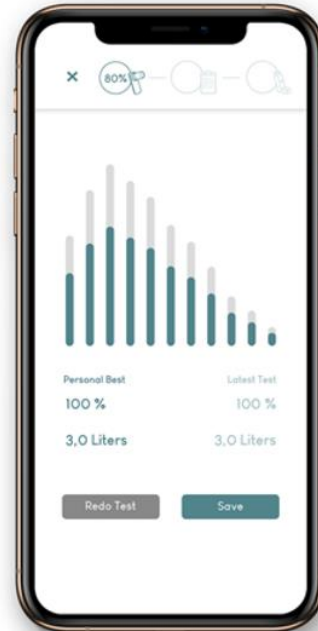 80%
Personal Best Latest Test
100 % 100 %
3,0 Liters 3,0 Liters
Redo Test Save